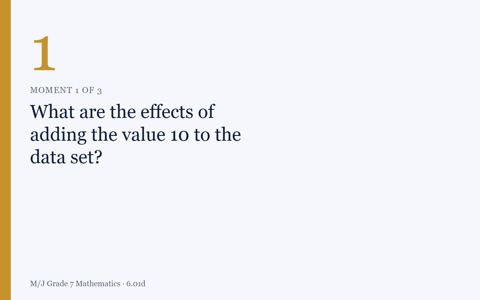 1
MOMENT 1 OF 3
What are the effects of
adding the value 10 to the
data set?
M/J Grade 7 Mathematics · 6.01d